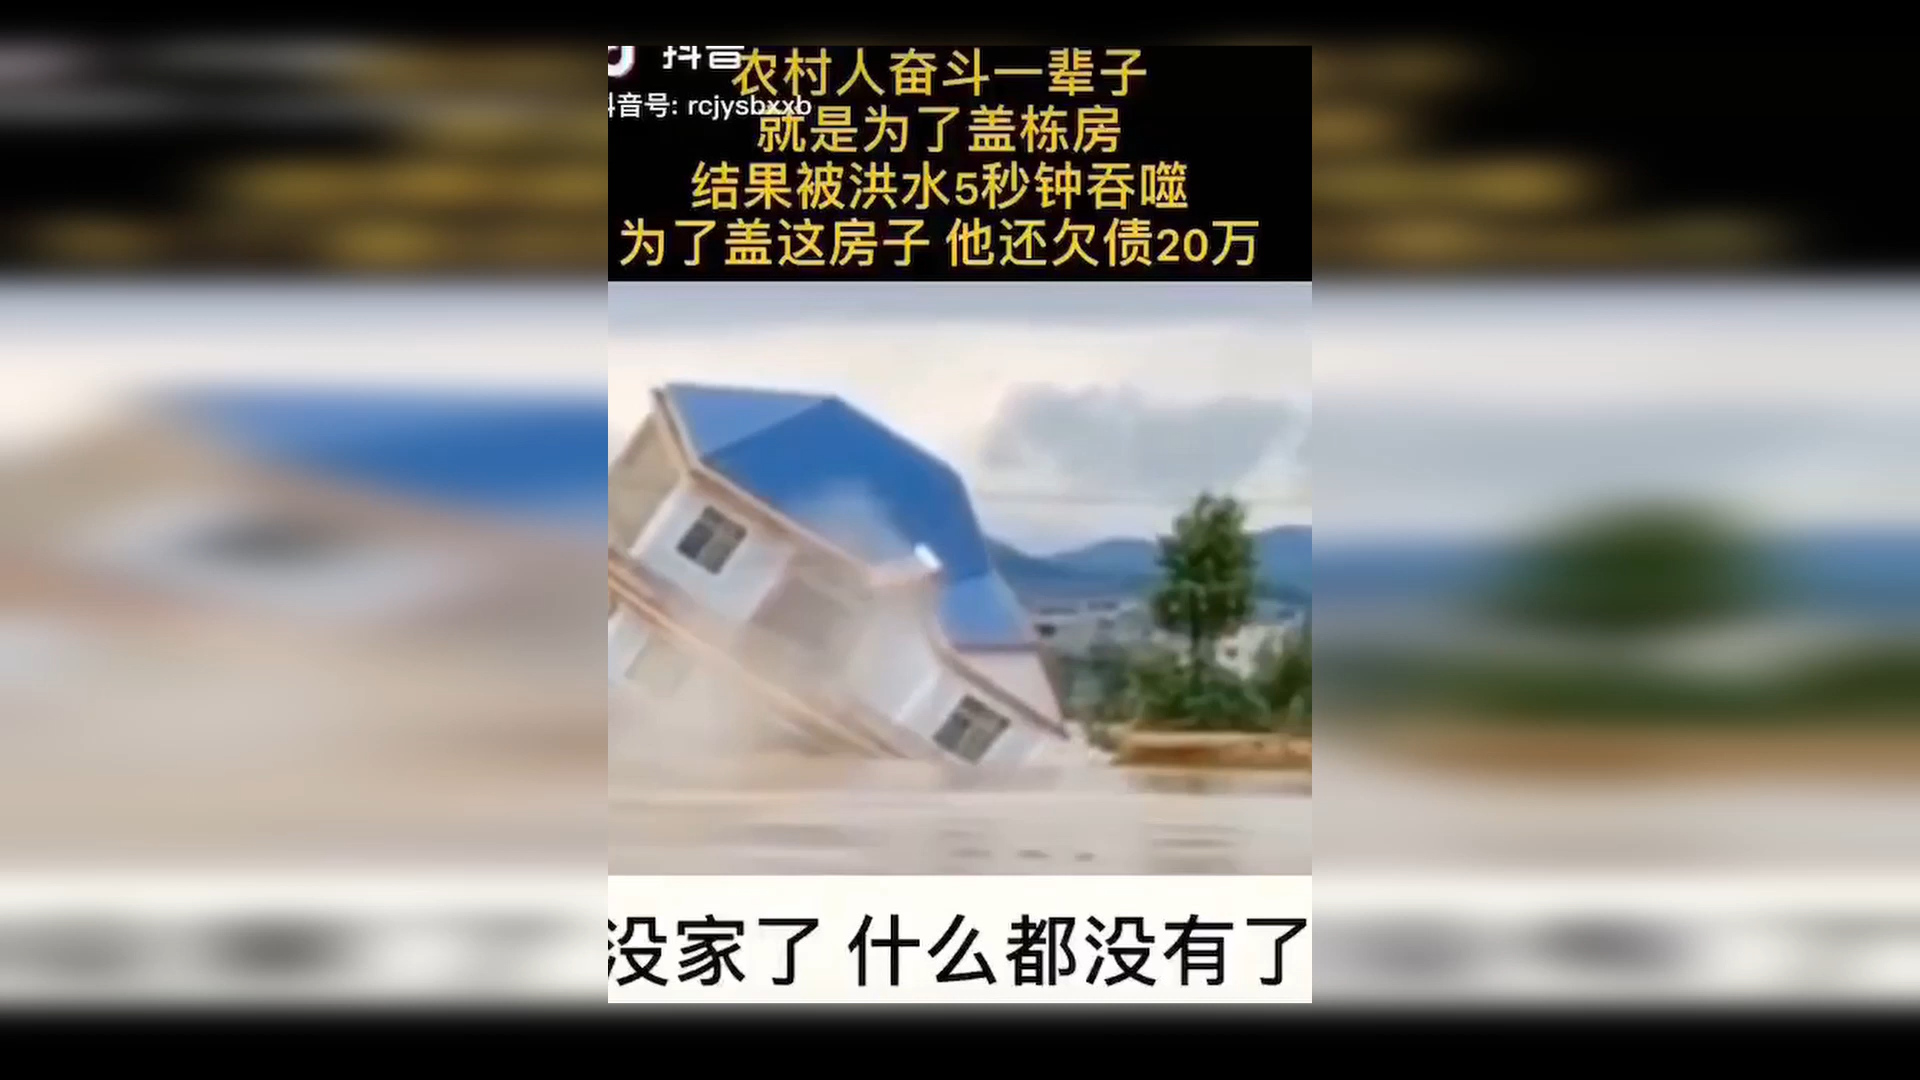 抖音
抖音号: rcjysbxxb
农村人奋斗一辈子
就是为了盖栋房
结果被洪水5秒钟吞噬
为了盖这房子 他还欠债20万
没家了 什么都没有了